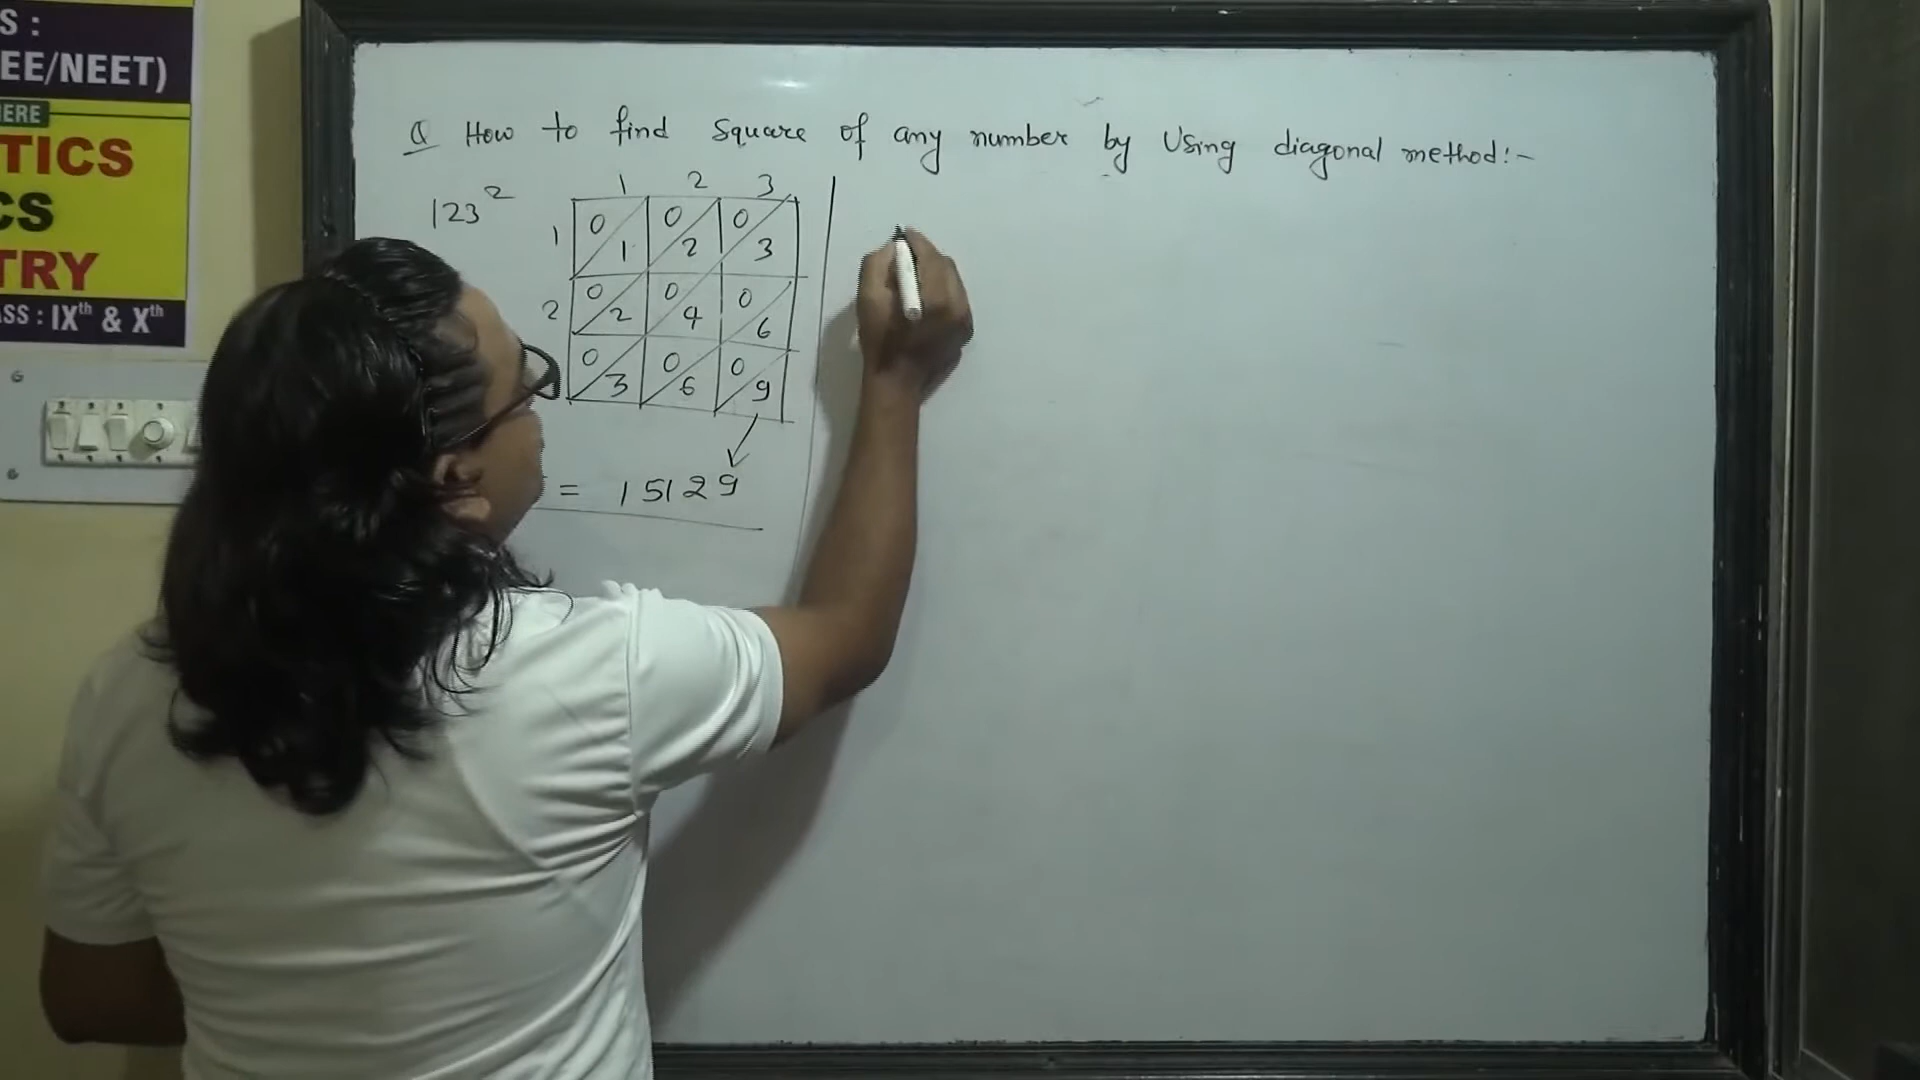 S :
EE/NEET)
ERE
TICS
CS
TRY
ASS : IXth & Xth
Q How to find Square of any number by Using diagonal method:-
123²
1 2 3
1 0 1 0 2 0 3
2 0 2 0 4 0 6
0 3 0 6 0 9
= 15129